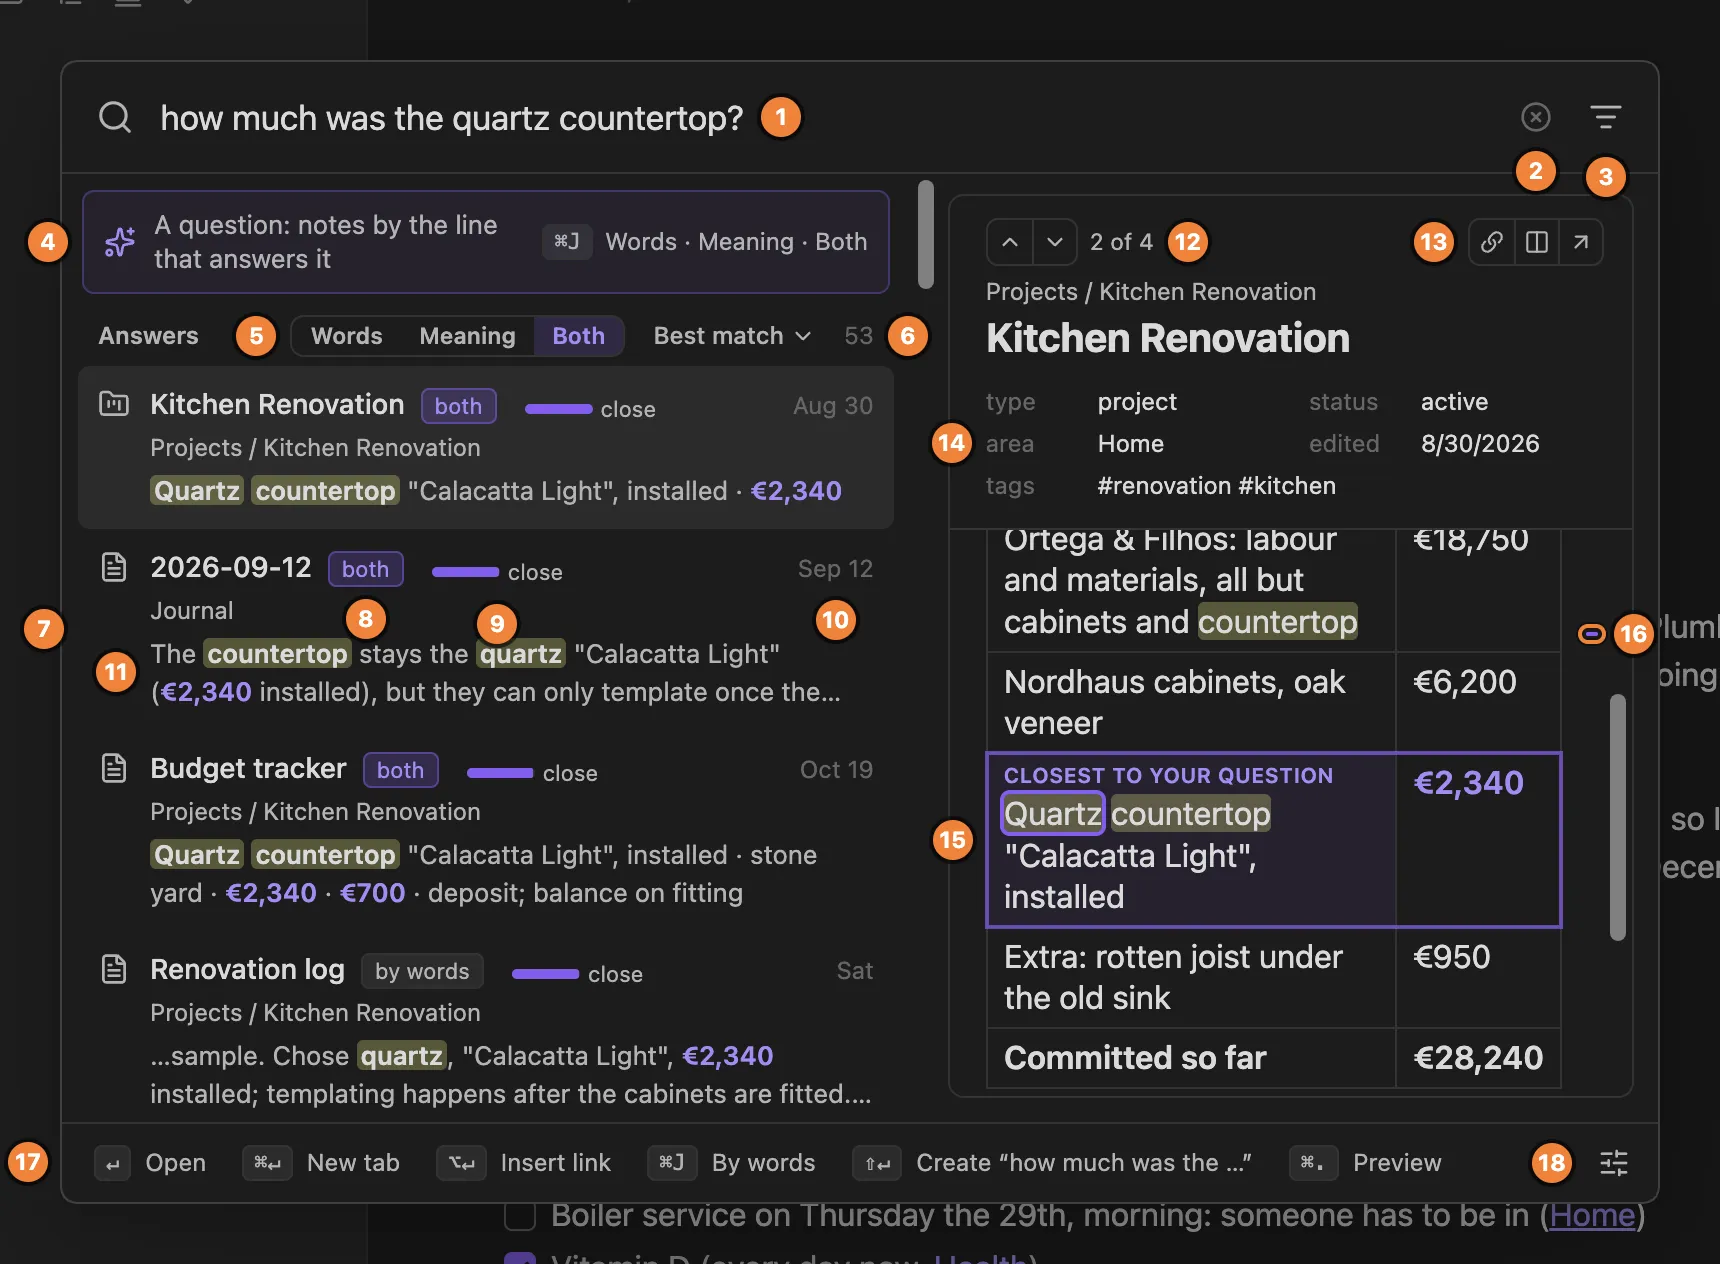 how much was the quartz countertop? 1
2 3
4 A question: notes by the line
that answers it
⌘J Words · Meaning · Both
Answers 5 Words Meaning Both Best match 53 6
Kitchen Renovation both close Aug 30
Projects / Kitchen Renovation
Quartz countertop "Calacatta Light", installed · €2,340
2026-09-12 both close Sep 12
7 Journal 8 9 10
11 The countertop stays the quartz "Calacatta Light"
(€2,340 installed), but they can only template once the...
Budget tracker both close Oct 19
Projects / Kitchen Renovation
Quartz countertop "Calacatta Light", installed · stone
yard · €2,340 · €700 · deposit; balance on fitting
Renovation log by words close Sat
Projects / Kitchen Renovation
...sample. Chose quartz, "Calacatta Light", €2,340
installed; templating happens after the cabinets are fitted....
2 of 4 12 13
Projects / Kitchen Renovation
Kitchen Renovation
type project status active
14 area Home edited 8/30/2026
tags #renovation #kitchen
Ortega & Filhos: labour €18,750
and materials, all but
cabinets and countertop
16
Nordhaus cabinets, oak €6,200
veneer
CLOSEST TO YOUR QUESTION €2,340
15 Quartz countertop
"Calacatta Light",
installed
Extra: rotten joist under €950
the old sink
Committed so far €28,240
so
17 ↵ Open ⌘↵ New tab ⌥↵ Insert link ⌘J By words ⇧↵ Create “how much was the ...” ⌘. Preview 18
Boiler service on Thursday the 29th, morning: someone has to be in (Home)
Vitamin D (every day now, Health)